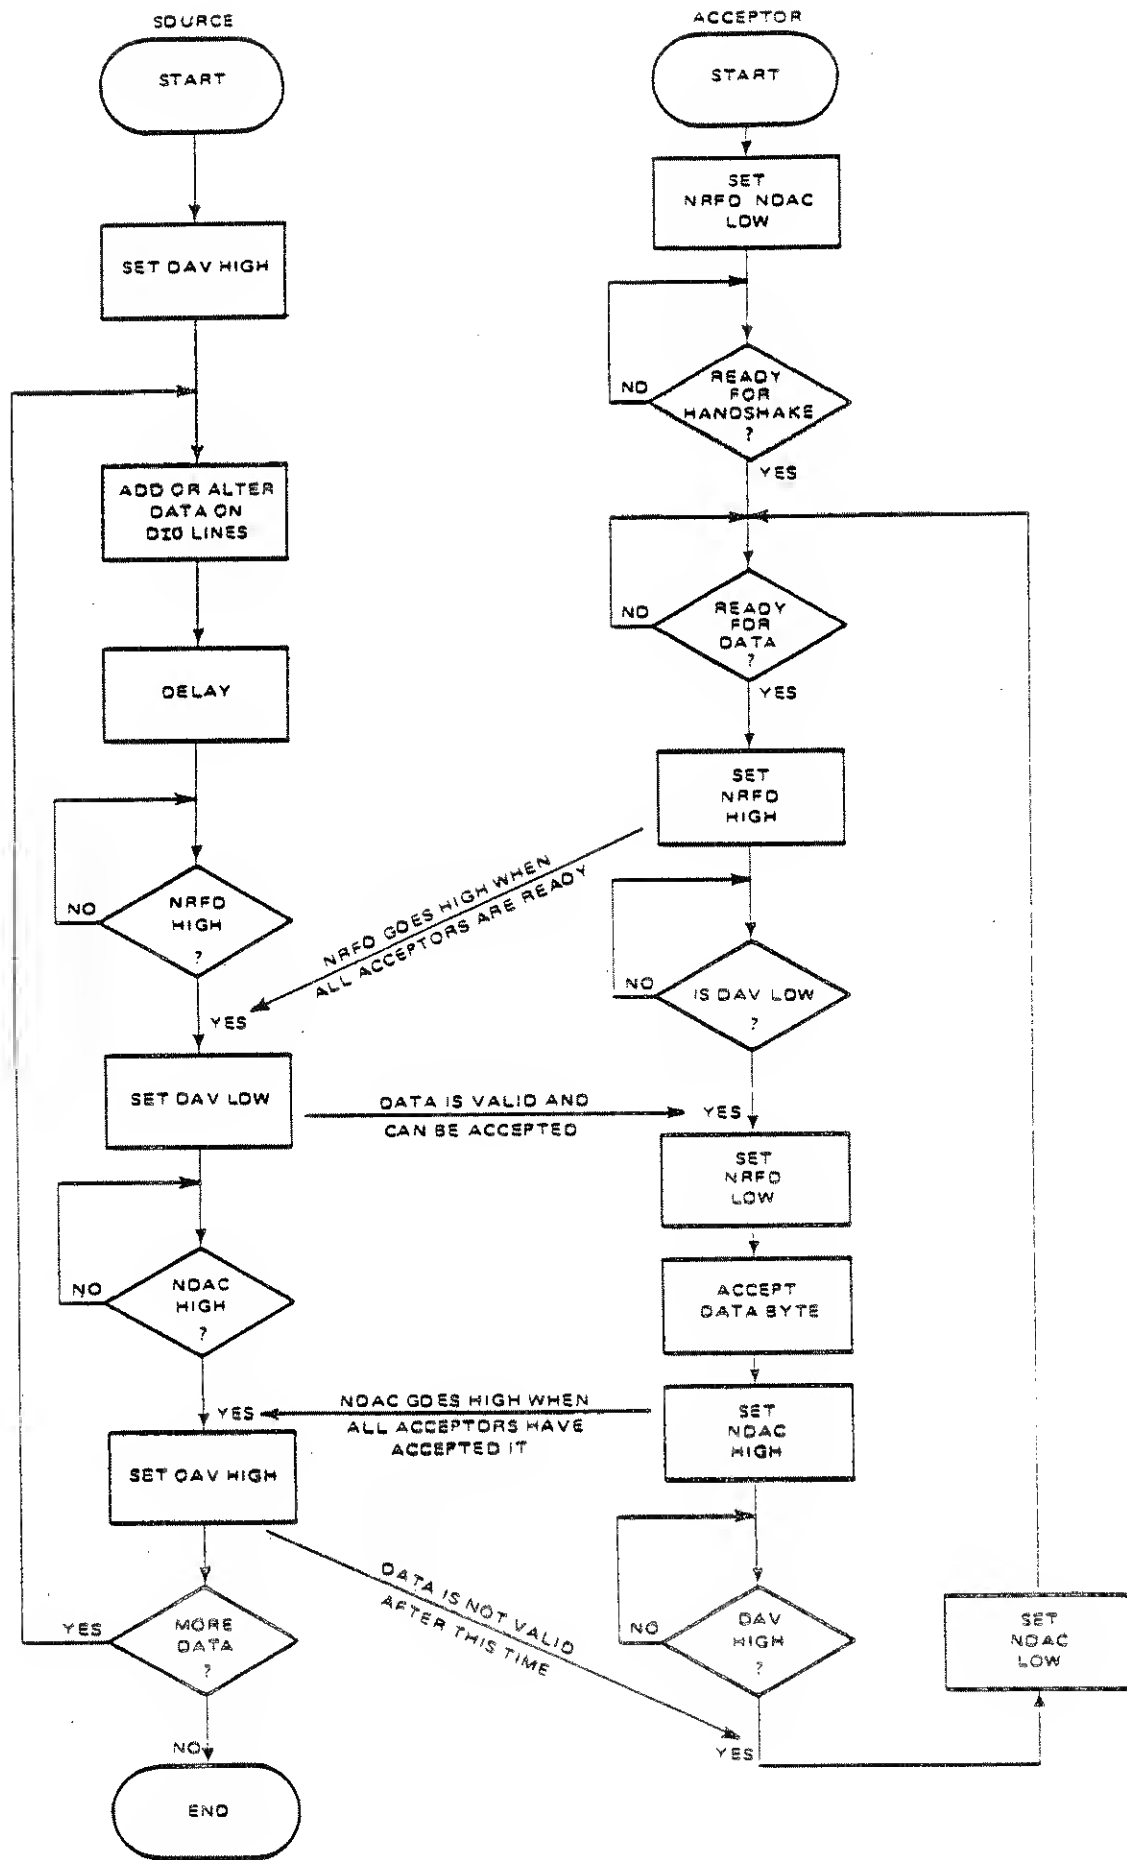 SOURCE
START
SET DAV HIGH
ADD OR ALTER
DATA ON
DIO LINES
DELAY
NO
NRFD
HIGH
?
YES
SET DAV LOW
NO
NDAC
HIGH
?
YES
SET DAV HIGH
YES
MORE
DATA
?
NO
END
NRFD GOES HIGH WHEN
ALL ACCEPTORS ARE READY
DATA IS VALID AND
CAN BE ACCEPTED
NDAC GOES HIGH WHEN
ALL ACCEPTORS HAVE
ACCEPTED IT
DATA IS NOT VALID
AFTER THIS TIME
ACCEPTOR
START
SET
NRFD NDAC
LOW
NO
READY
FOR
HANDSHAKE
?
YES
NO
READY
FOR
DATA
?
YES
SET
NRFD
HIGH
NO
IS DAV LOW
?
YES
SET
NRFD
LOW
ACCEPT
DATA BYTE
SET
NDAC
HIGH
NO
DAV
HIGH
?
YES
SET
NDAC
LOW